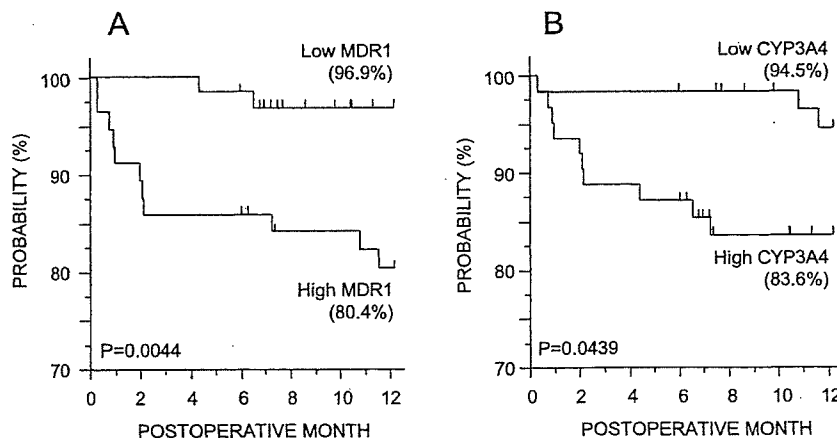 A
Low MDR1
(96.9%)
100
90
80
70
PROBABILITY (%)
High MDR1
(80.4%)
P=0.0044
0 2 4 6 8 10 12
POSTOPERATIVE MONTH
B
Low CYP3A4
(94.5%)
100
90
80
70
PROBABILITY (%)
High CYP3A4
(83.6%)
P=0.0439
0 2 4 6 8 10 12
POSTOPERATIVE MONTH